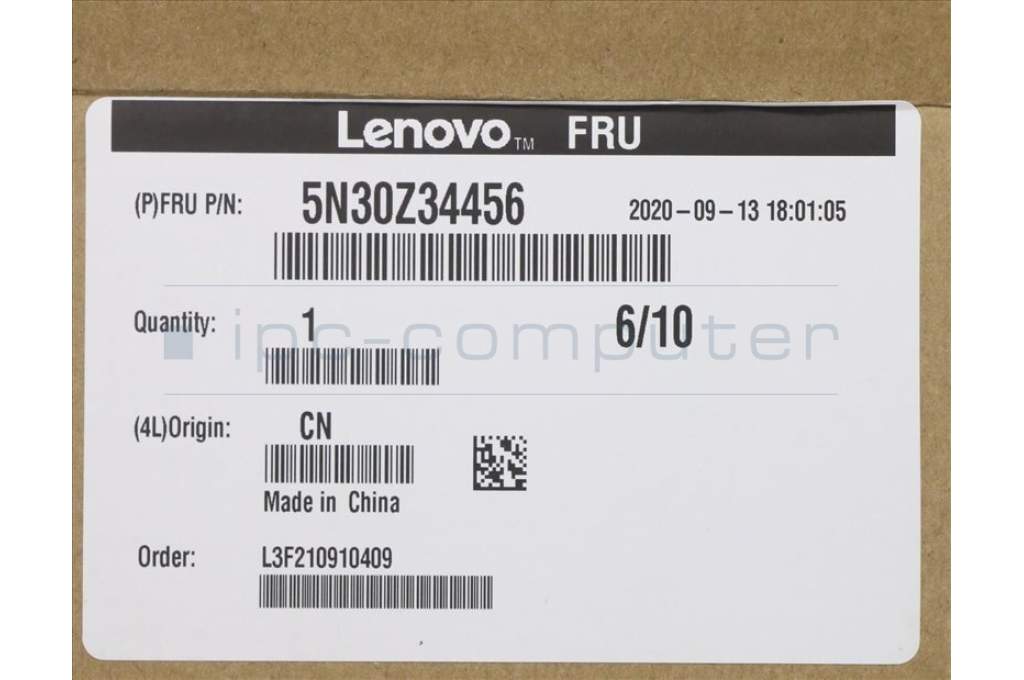 Lenovo™ FRU
(P)FRU P/N: 5N30Z34456 2020-09-13 18:01:05
Quantity: 1 6/10
ipc-computer
(4L)Origin: CN
Made in China
Order: L3F210910409